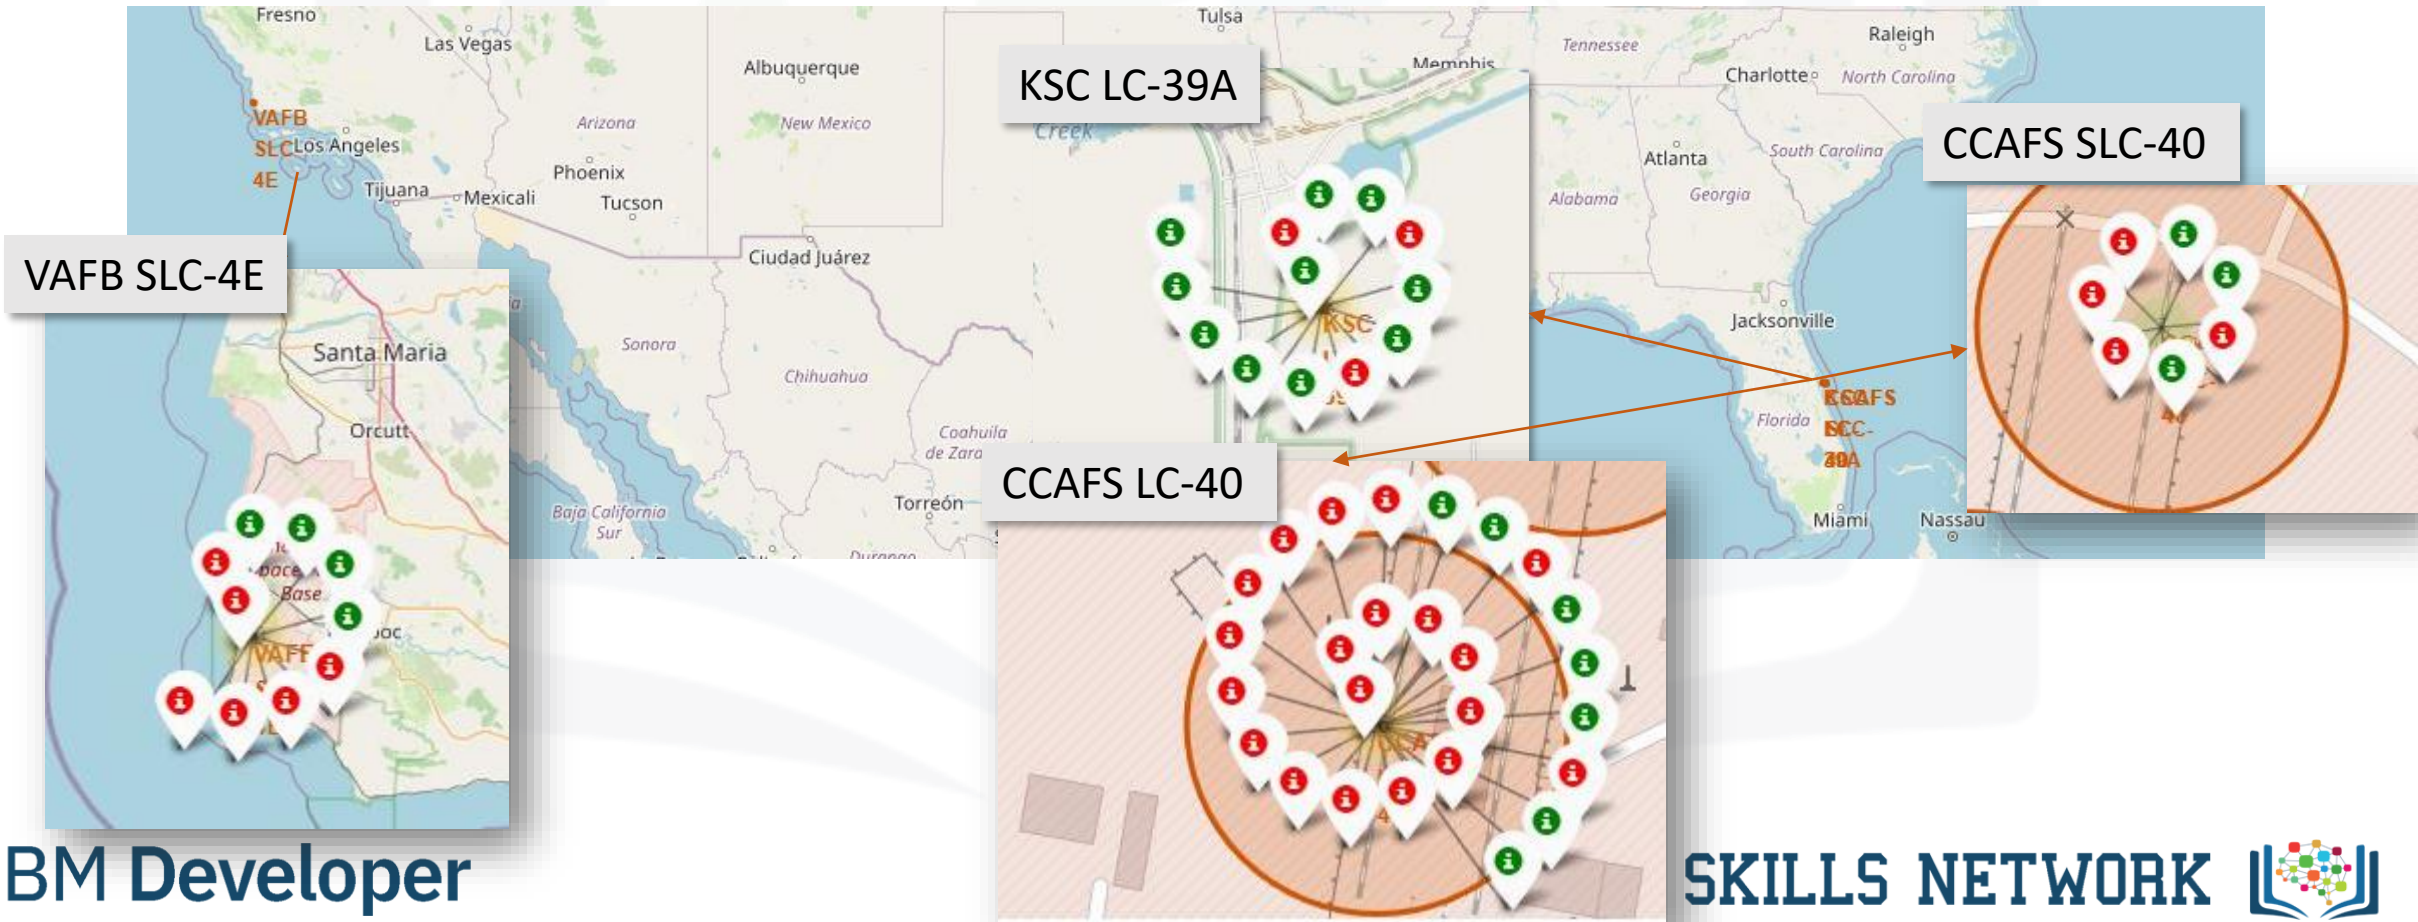 Fresno
Las Vegas
Albuquerque
Tulsa
Memphis
Tennessee
Raleigh
Charlotte
North Carolina
KSC LC-39A
Creek
CCAFS SLC-40
VAFB
SLC
4E
Los Angeles
Arizona
New Mexico
Phoenix
Tijuana
Mexicali
Tucson
Atlanta
South Carolina
Alabama
Georgia
Ciudad Juárez
VAFB SLC-4E
Jacksonville
KSC
Santa Maria
Sonora
Chihuahua
Orcutt
Coahuila
de Zara
Florida
CCAFS LC-40
Torreón
Baja California
Sur
Durango
Miami
Nassau
Base
BM Developer
SKILLS NETWORK